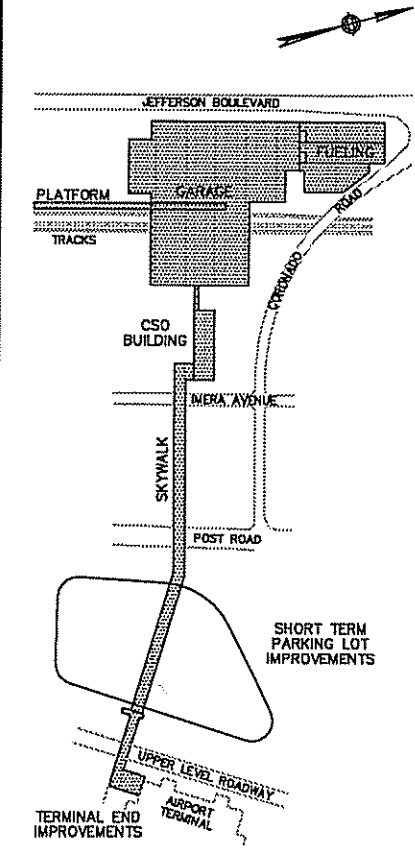 JEFFERSON BOULEVARD
FUELING
GARAGE
PLATFORM
TRACKS
CORONADO ROAD
CSO
BUILDING
IMERA AVENUE
SKYWALK
POST ROAD
SHORT TERM
PARKING LOT
IMPROVEMENTS
UPPER LEVEL ROADWAY
AIRPORT
TERMINAL
TERMINAL END
IMPROVEMENTS